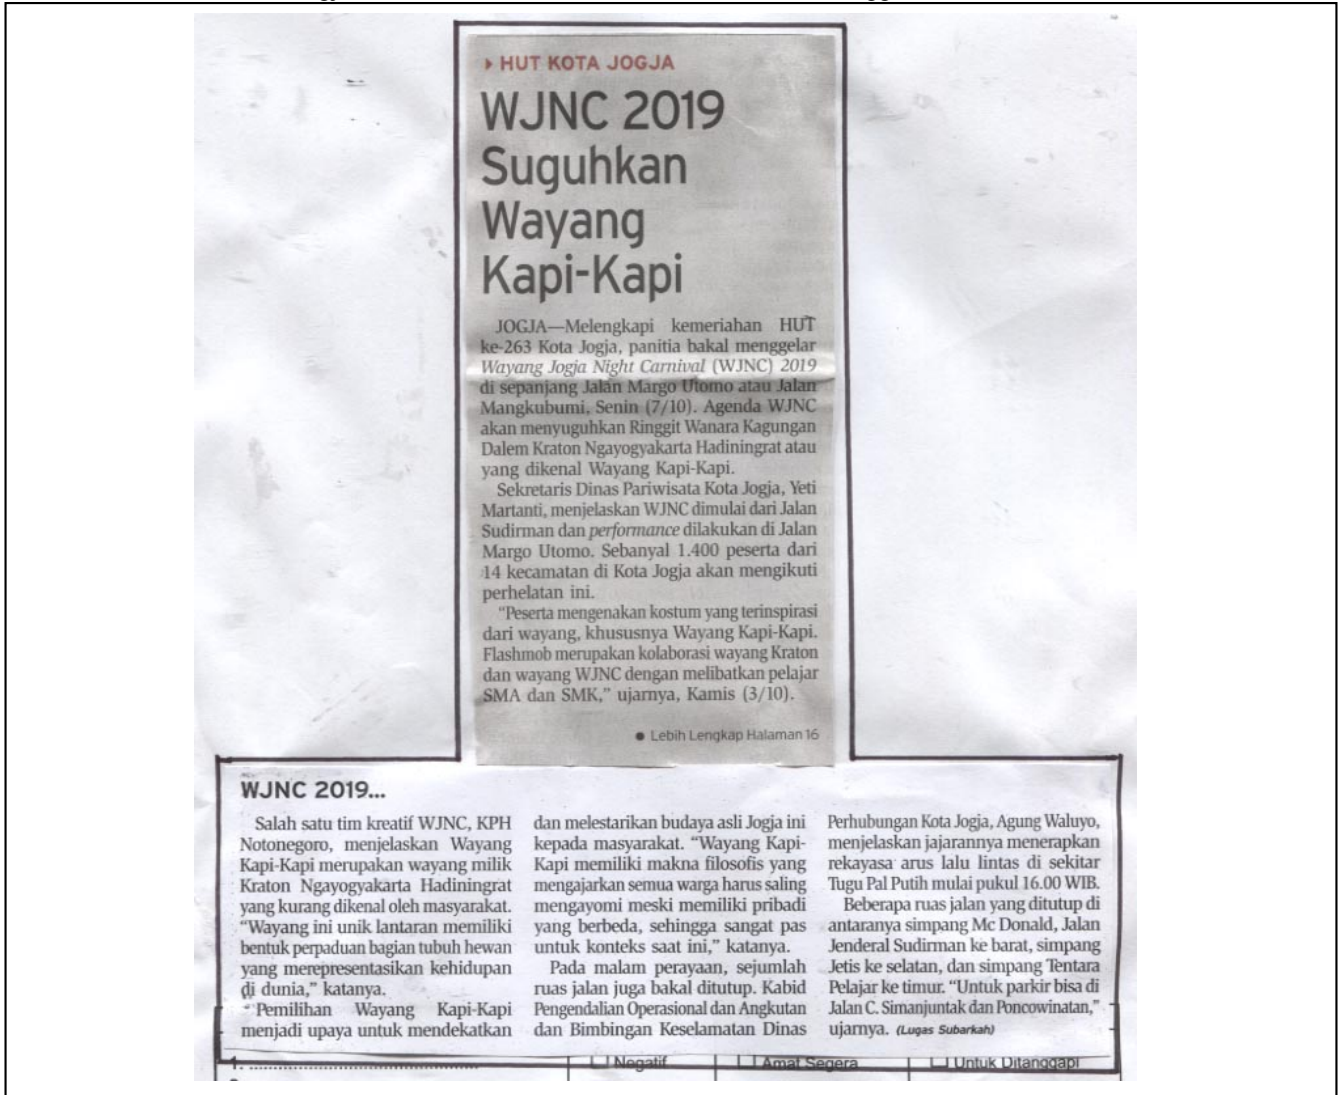 HUT KOTA JOGJA
WJNC 2019
Suguhkan
Wayang
Kapi-Kapi
JOGJA—Melengkapi kemeriahan HUT
ke-263 Kota Jogja, panitia bakal menggelar
Wayang Jogja Night Carnival (WJNC) 2019
di sepanjang Jalan Margo Utomo atau Jalan
Mangkubumi, Senin (7/10). Agenda WJNC
akan menyuguhkan Ringgit Wanara Kagungan
Dalem Kraton Ngayogyakarta Hadiningrat atau
yang dikenal Wayang Kapi-Kapi.
Sekretaris Dinas Pariwisata Kota Jogja, Yeti
Martanti, menjelaskan WJNC dimulai dari Jalan
Sudirman dan performance dilakukan di Jalan
Margo Utomo. Sebanyal 1.400 peserta dari
14 kecamatan di Kota Jogja akan mengikuti
perhelatan ini.
"Peserta mengenakan kostum yang terinspirasi
dari wayang, khususnya Wayang Kapi-Kapi.
Flashmob merupakan kolaborasi wayang Kraton
dan wayang WJNC dengan melibatkan pelajar
SMA dan SMK," ujarnya, Kamis (3/10).
● Lebih Lengkap Halaman 16
WJNC 2019...
Salah satu tim kreatif WJNC, KPH
Notonegoro, menjelaskan Wayang
Kapi-Kapi merupakan wayang milik
Kraton Ngayogyakarta Hadiningrat
yang kurang dikenal oleh masyarakat.
"Wayang ini unik lantaran memiliki
bentuk perpaduan bagian tubuh hewan
yang merepresentasikan kehidupan
di dunia," katanya.
Pemilihan Wayang Kapi-Kapi
menjadi upaya untuk mendekatkan
dan melestarikan budaya asli Jogja ini
kepada masyarakat. "Wayang Kapi-
Kapi memiliki makna filosofis yang
mengajarkan semua warga harus saling
mengayomi meski memiliki pribadi
yang berbeda, sehingga sangat pas
untuk konteks saat ini," katanya.
Pada malam perayaan, sejumlah
ruas jalan juga bakal ditutup. Kabid
Pengendalian Operasional dan Angkutan
dan Bimbingan Keselamatan Dinas
Perhubungan Kota Jogja, Agung Waluyo,
menjelaskan jajarannya menerapkan
rekayasa arus lalu lintas di sekitar
Tugu Pal Putih mulai pukul 16.00 WIB.
Beberapa ruas jalan yang ditutup di
antaranya simpang Mc Donald, Jalan
Jenderal Sudirman ke barat, simpang
Jetis ke selatan, dan simpang Tentara
Pelajar ke timur. "Untuk parkir bisa di
Jalan C. Simanjuntak dan Poncowinatan,"
ujarnya. (Lugas Subarkah)
1. Negatif Amat Segera Untuk Ditanggapi